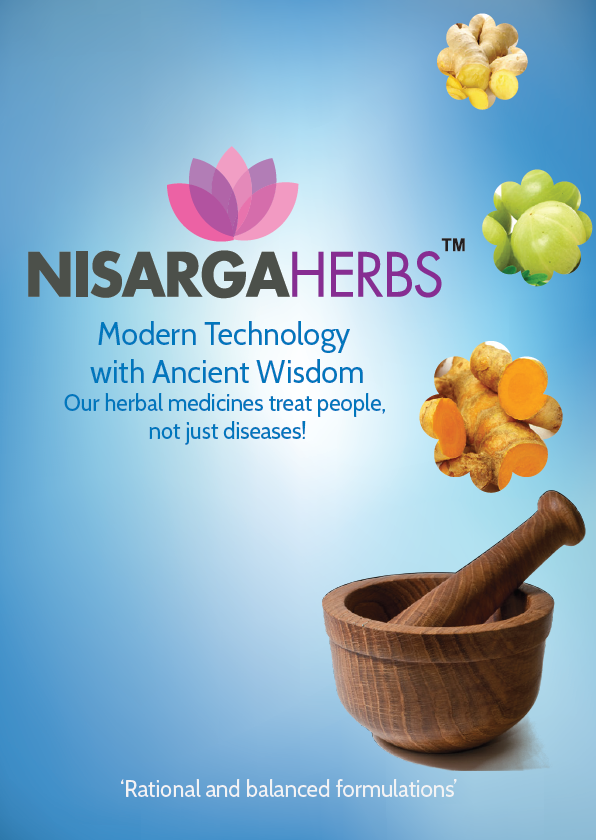 NISARGAHERBS™
Modern Technology
with Ancient Wisdom
Our herbal medicines treat people,
not just diseases!
‘Rational and balanced formulations’